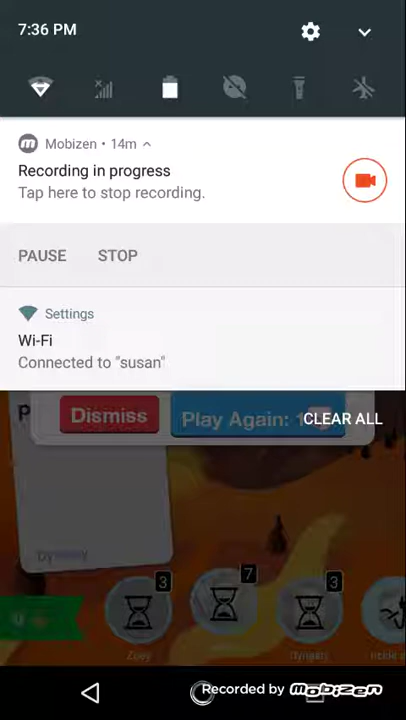 7:36 PM
m Mobizen • 14m
Recording in progress
Tap here to stop recording.
PAUSE STOP
Settings
Wi-Fi
Connected to "susan"
Dismiss Play Again: CLEAR ALL
3 7 3
Recorded by mobizen